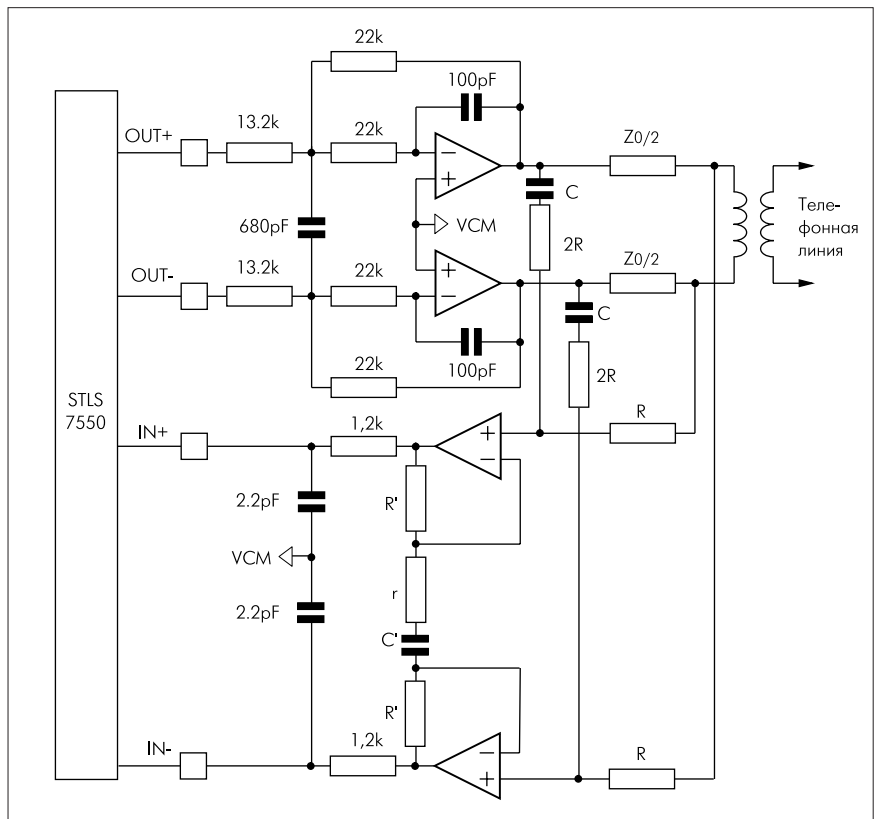 22k
100pF
OUT+
13.2k
22k
Z0/2
C
680pF
VCM
2R
Теле-
фонная
линия
OUT-
13.2k
22k
Z0/2
C
22k
100pF
2R
STLS
7550
R
IN+
1,2k
2.2pF
R'
VCM
r
2.2pF
C'
R'
IN-
1,2k
R